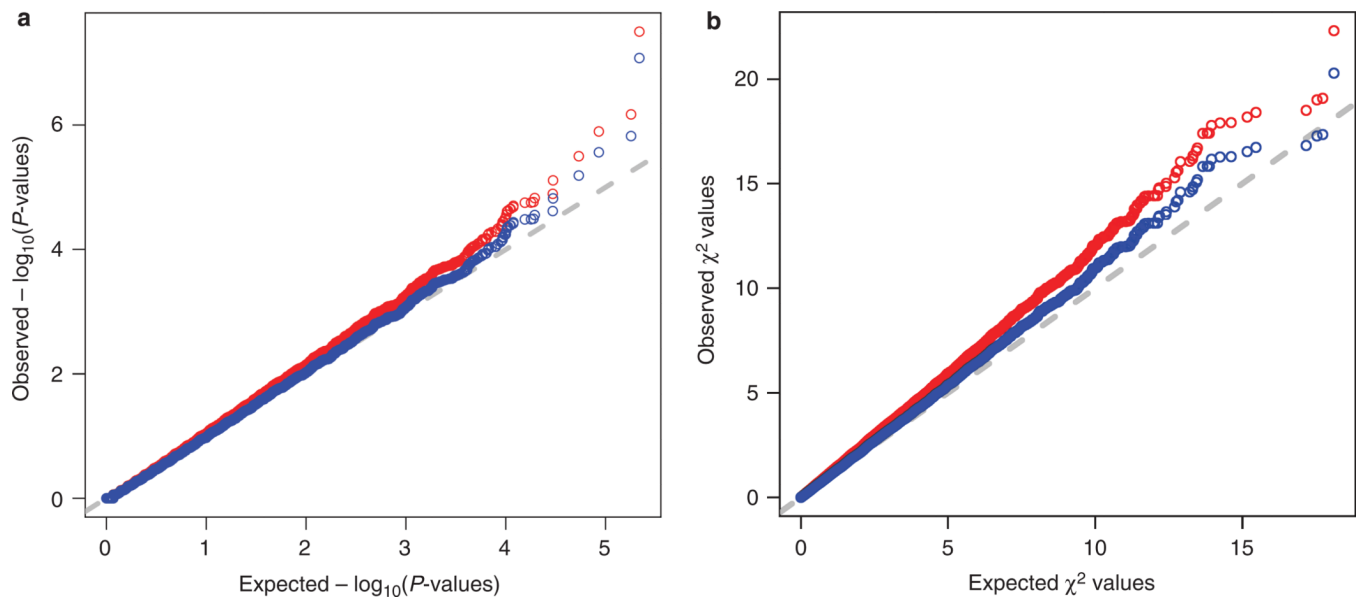 a
Observed – log10(P-values)
6
4
2
0
0 1 2 3 4 5
Expected – log10(P-values)
b
Observed χ² values
20
15
10
5
0
0 5 10 15
Expected χ² values